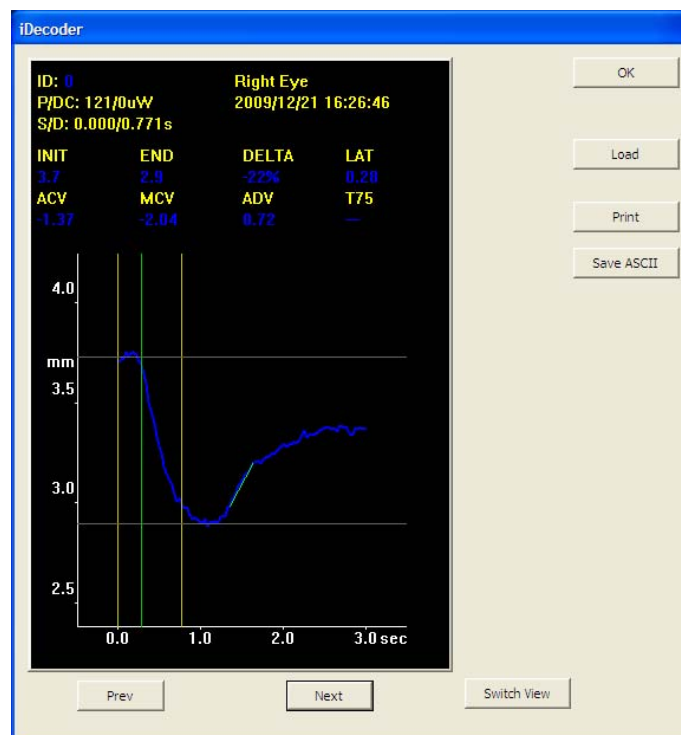 iDecoder
ID: 0 Right Eye
P/DC: 121/0uW 2009/12/21 16:26:46
S/D: 0.000/0.771s
INIT END DELTA LAT
3.7 2.9 -22% 0.28
ACV MCV ADV T75
-1.37 -2.04 0.72 —
4.0
mm
3.5
3.0
2.5
0.0 1.0 2.0 3.0 sec
OK
Load
Print
Save ASCII
Prev Next Switch View